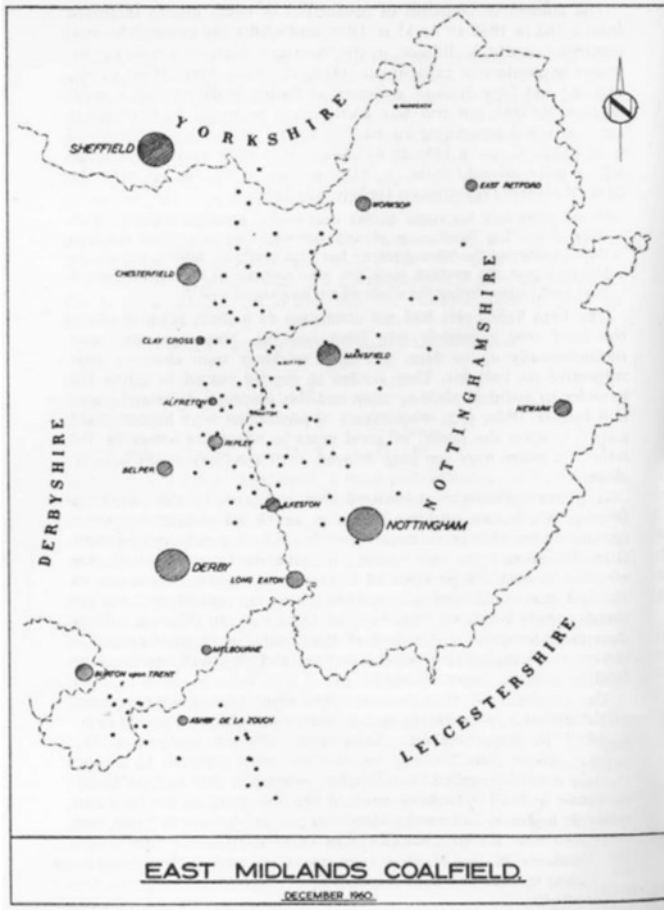 YORKSHIRE
SHEFFIELD
EAST RETFORD
WORKSOP
CHESTERFIELD
CLAY CROSS
MANSFIELD
NOTTINGHAMSHIRE
ALFRETON
NEWARK
RIPLEY
DERBYSHIRE
BELPER
ILKESTON
NOTTINGHAM
DERBY
LONG EATON
MELBOURNE
BURTON upon TRENT
LEICESTERSHIRE
ASHBY DE LA ZOUCH
EAST MIDLANDS COALFIELD.
DECEMBER 1960.